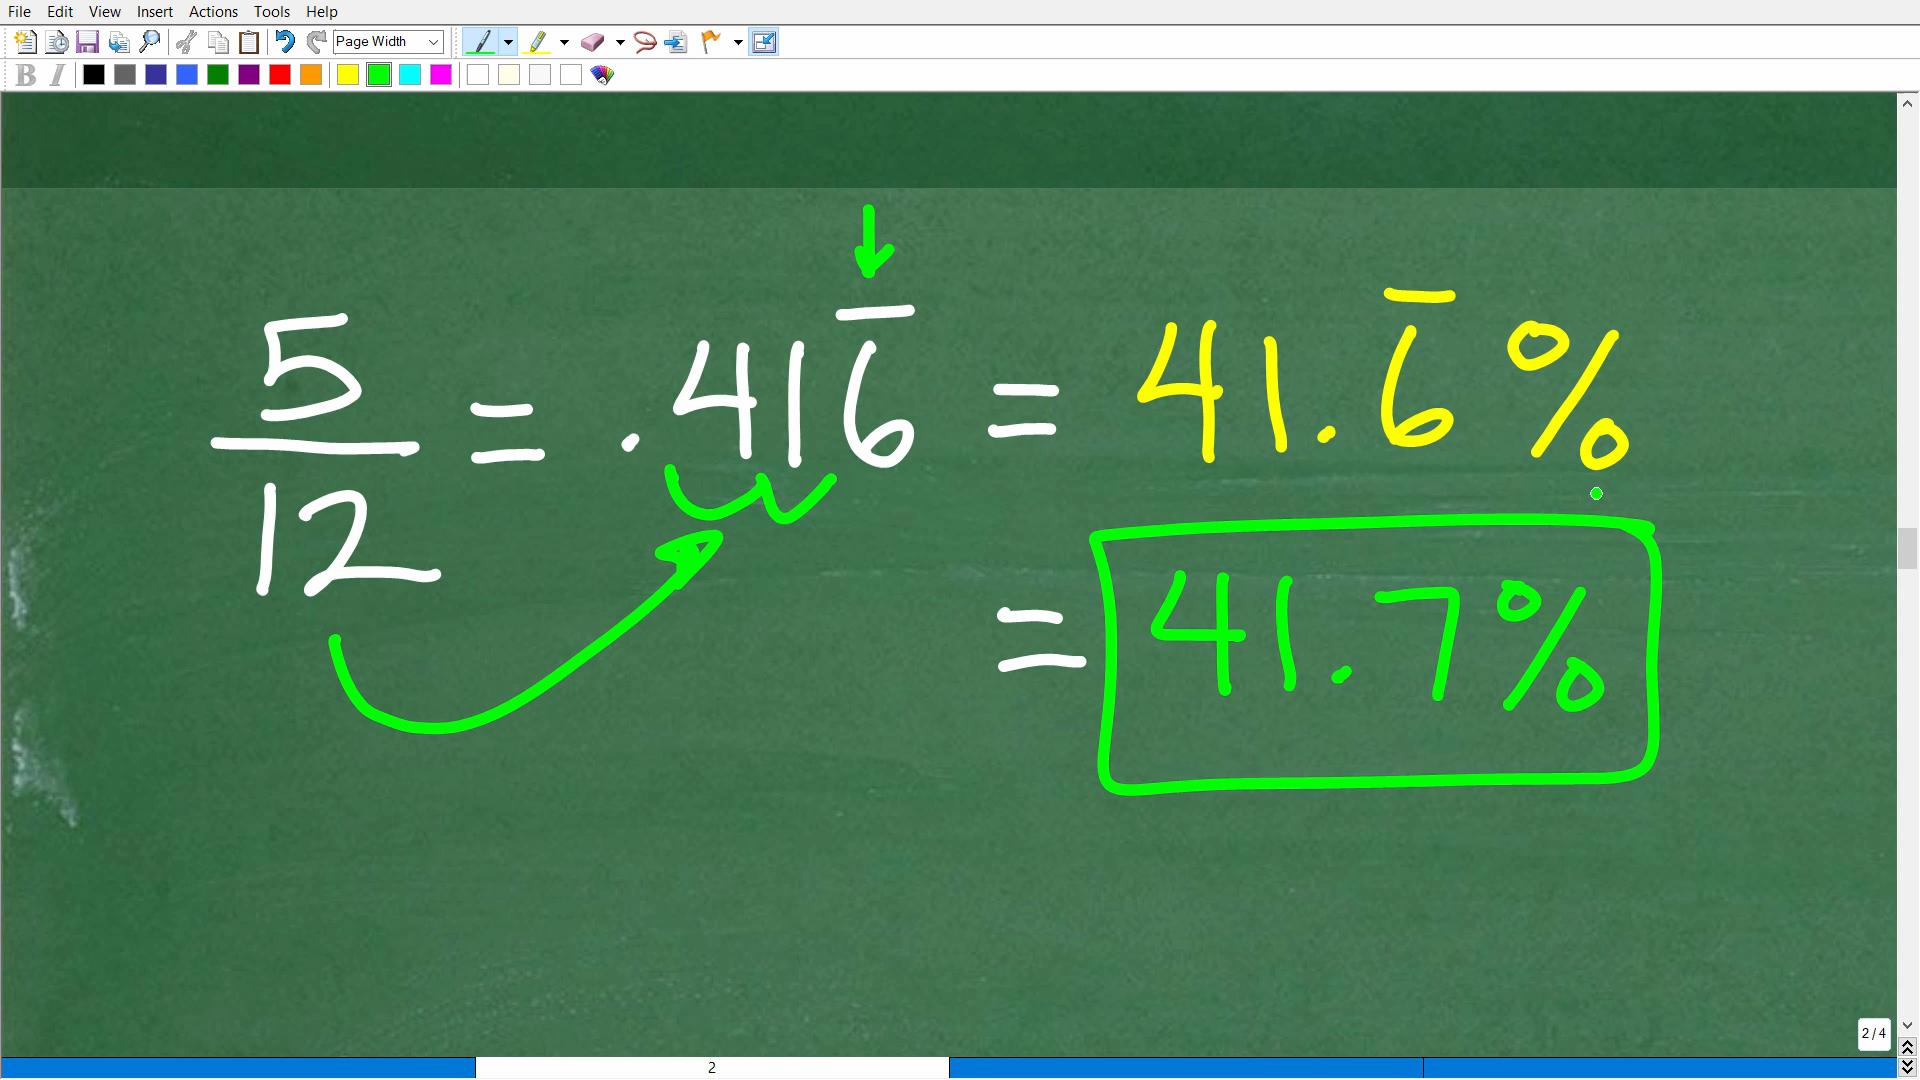 File Edit View Insert Actions Tools Help
Page Width
B I
5/12 = .416̅ = 41.6̅%
= 41.7%
2 / 4
2